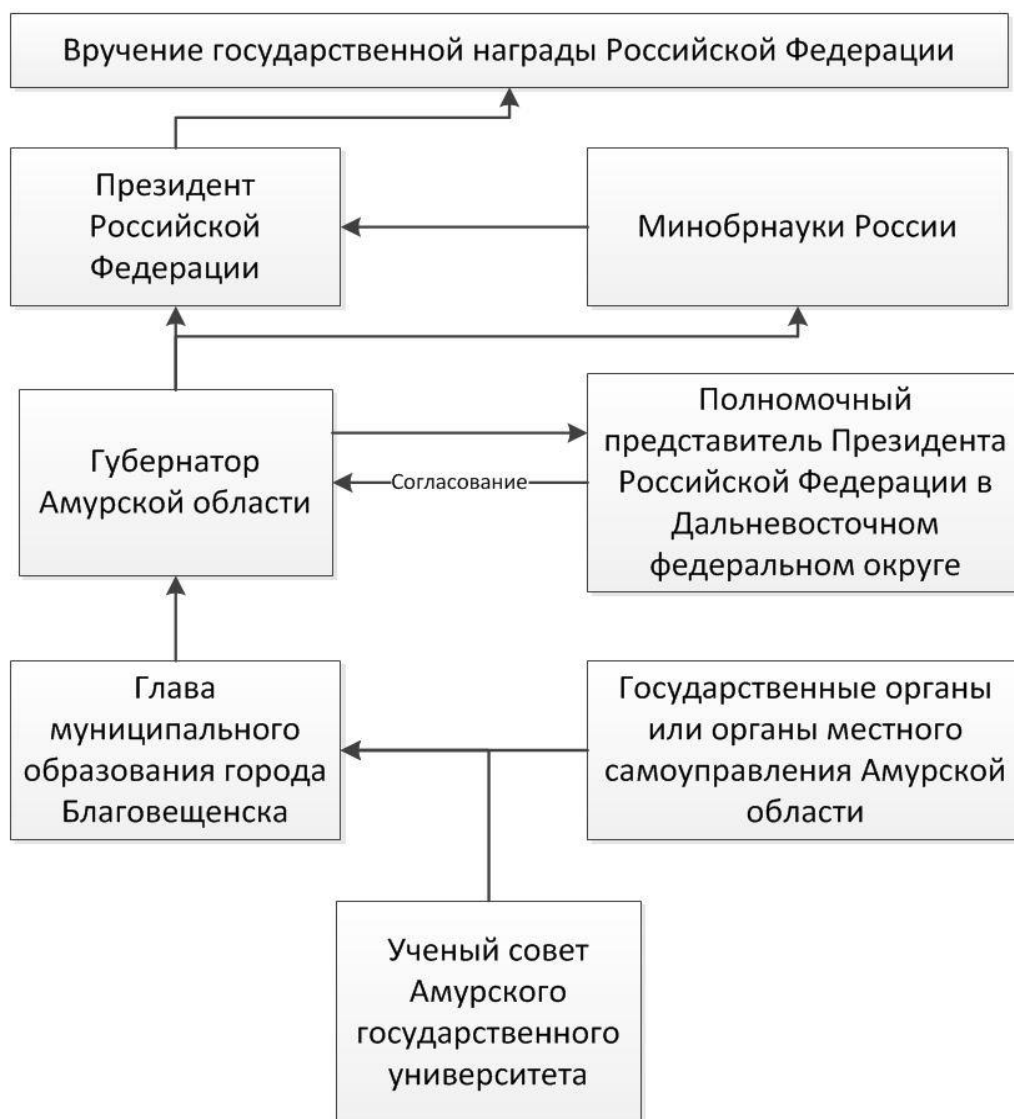 Вручение государственной награды Российской Федерации
Президент
Российской
Федерации
Минобрнауки России
Губернатор
Амурской области
Согласование
Полномочный
представитель Президента
Российской Федерации в
Дальневосточном
федеральном округе
Глава
муниципального
образования города
Благовещенска
Государственные органы
или органы местного
самоуправления Амурской
области
Ученый совет
Амурского
государственного
университета